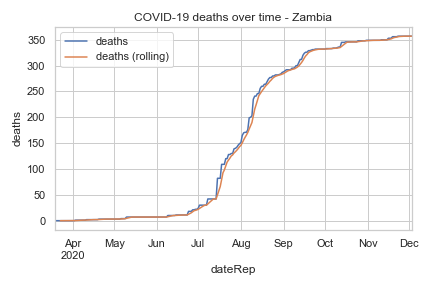 COVID-19 deaths over time - Zambia
deaths
deaths (rolling)
350
300
250
200
150
100
50
0
deaths
Apr May Jun Jul Aug Sep Oct Nov Dec
2020
dateRep